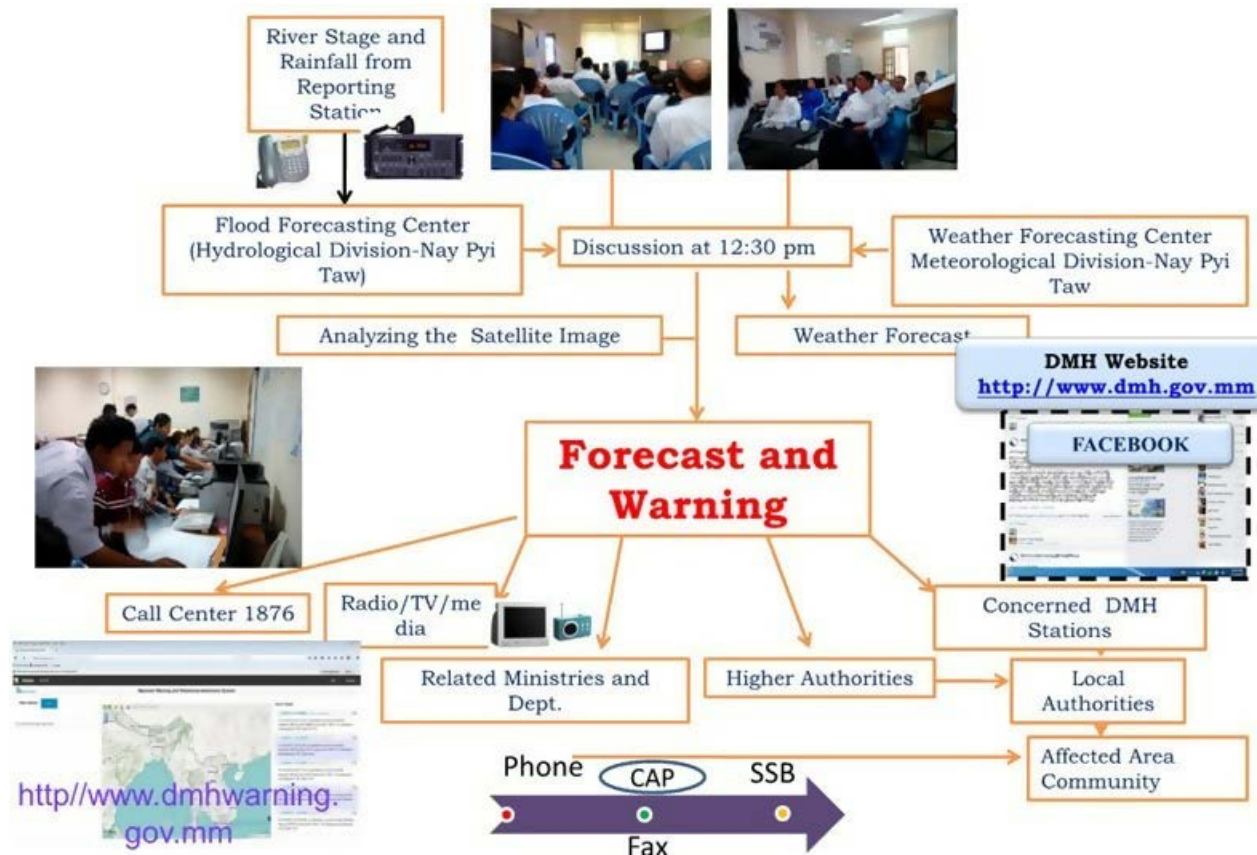 River Stage and
Rainfall from
Reporting
Station
Flood Forecasting Center
(Hydrological Division-Nay Pyi
Taw)
Discussion at 12:30 pm
Weather Forecasting Center
Meteorological Division-Nay Pyi
Taw
Analyzing the Satellite Image
Weather Forecast
DMH Website
http://www.dmh.gov.mm
FACEBOOK
Forecast and
Warning
Call Center 1876
Radio/TV/me
dia
Concerned DMH
Stations
Related Ministries and
Dept.
Higher Authorities
Local
Authorities
Affected Area
Community
http//www.dmhwarning.
gov.mm
Phone
CAP
SSB
Fax